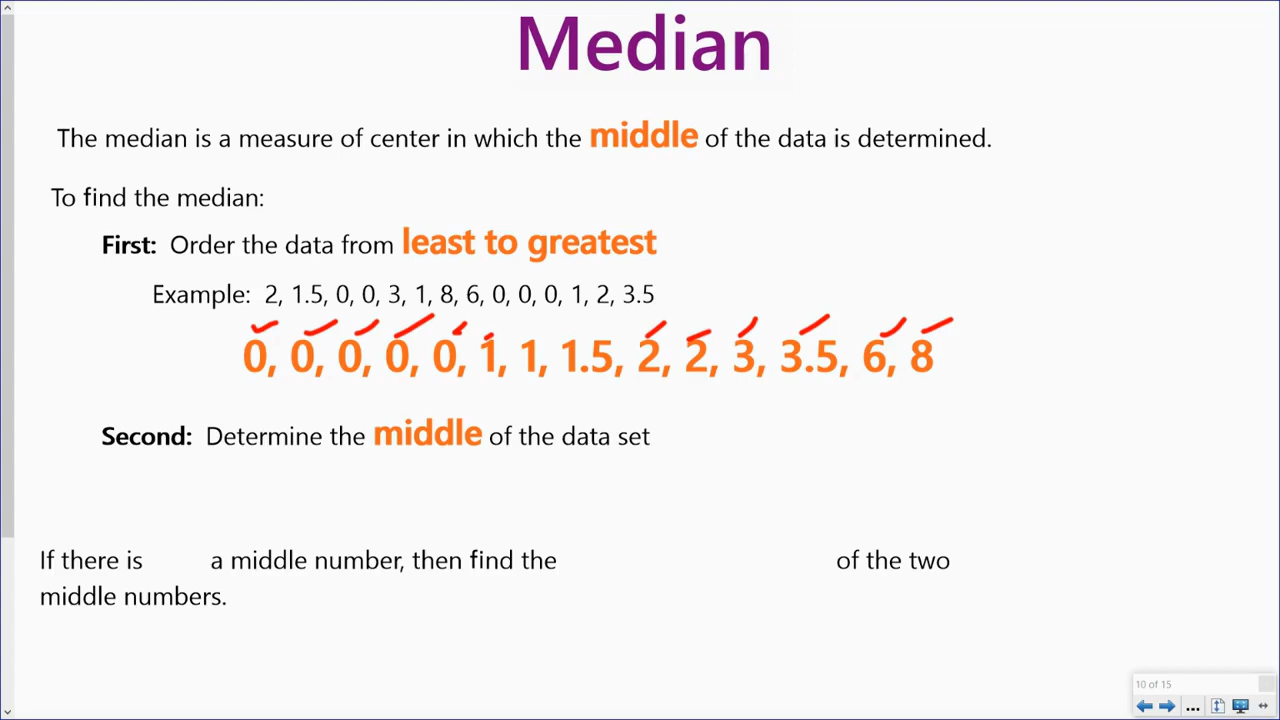 Median
The median is a measure of center in which the middle of the data is determined.
To find the median:
First: Order the data from least to greatest
Example: 2, 1.5, 0, 0, 3, 1, 8, 6, 0, 0, 0, 1, 2, 3.5
0, 0, 0, 0, 0, 1, 1, 1.5, 2, 2, 3, 3.5, 6, 8
Second: Determine the middle of the data set
If there is a middle number, then find the of the two
middle numbers.
10 of 15